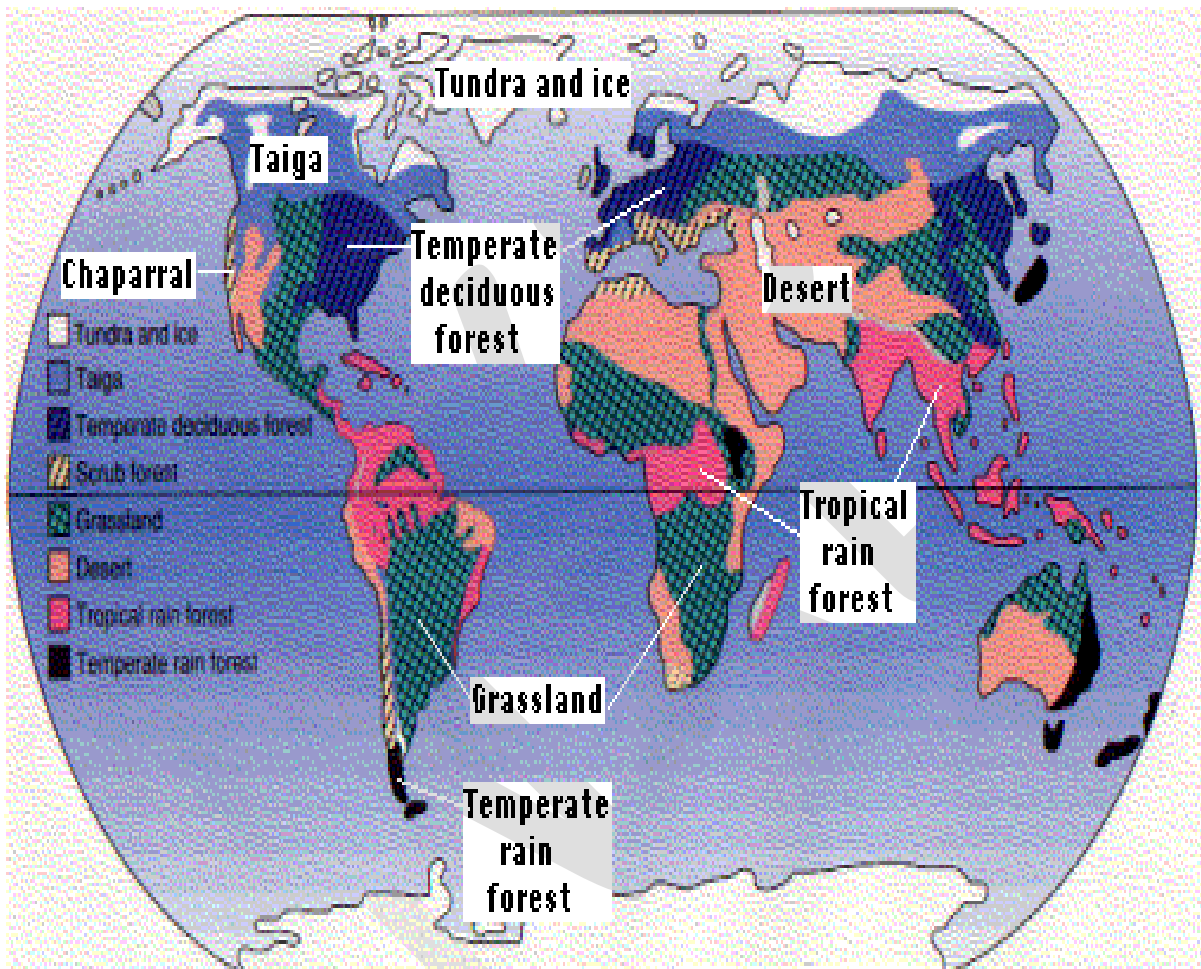 Tundra and ice
Taiga
Temperate
deciduous
forest
Chaparral
Desert
Tundra and ice
Taiga
Temperate deciduous forest
Scrub forest
Grassland
Desert
Tropical rain forest
Temperate rain forest
Tropical
rain
forest
Grassland
Temperate
rain
forest